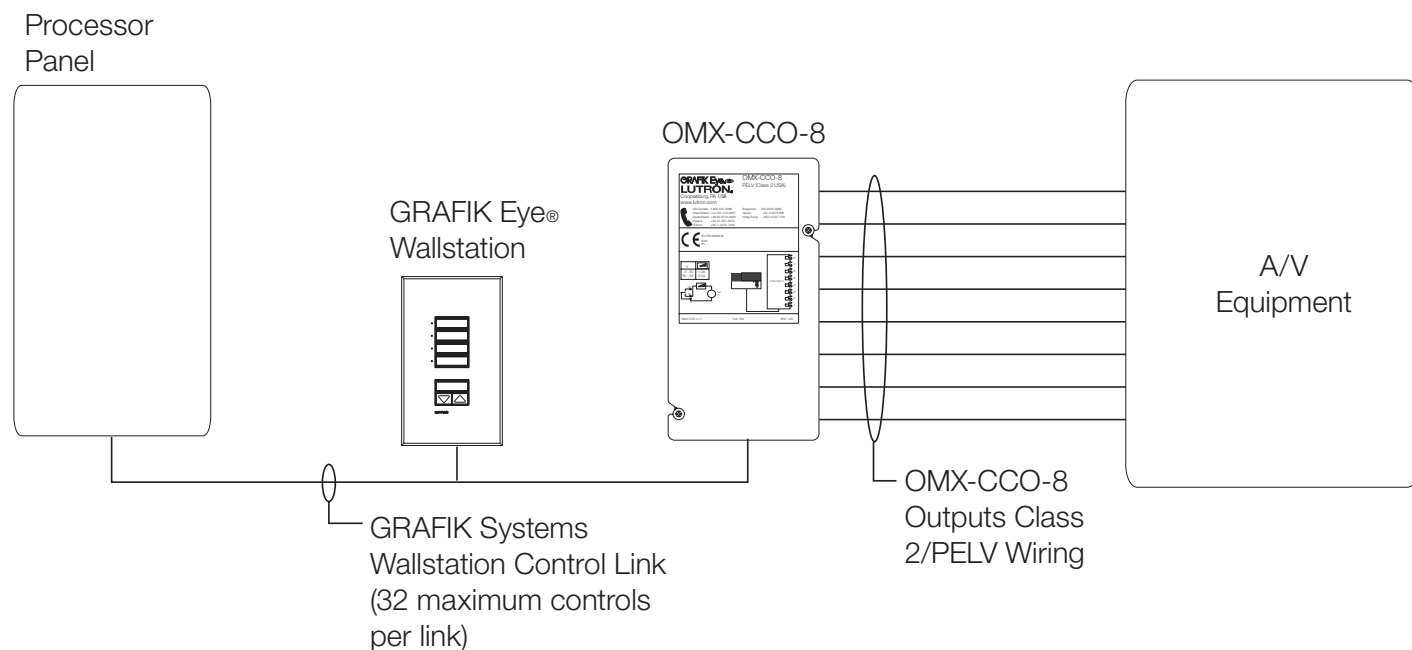 Processor
Panel
OMX-CCO-8
GRAFIK Eye®
LUTRON®
Coopersburg, PA USA
www.lutron.com
OMX-CCO-8
PELV (Class 2 USA)
CE
GRAFIK Eye®
Wallstation
A/V
Equipment
OMX-CCO-8
Outputs Class
2/PELV Wiring
GRAFIK Systems
Wallstation Control Link
(32 maximum controls
per link)